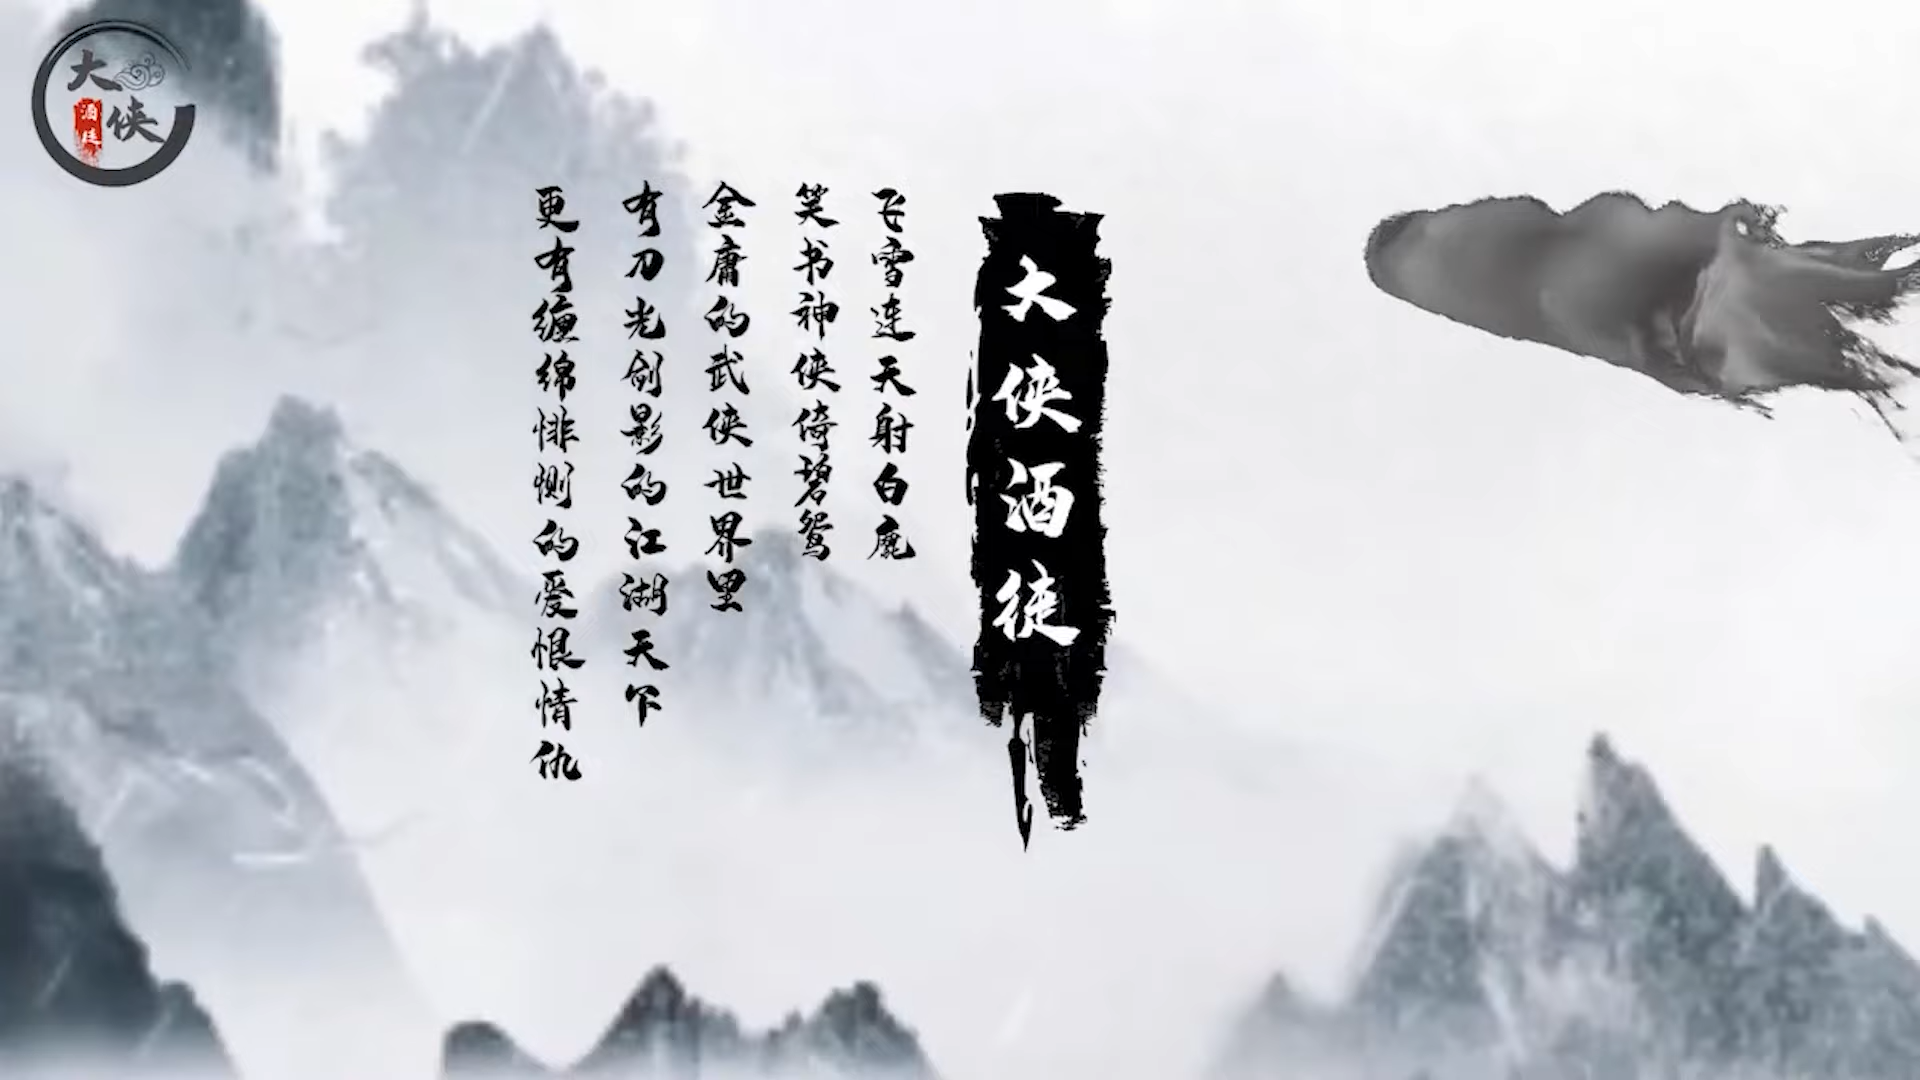 大侠
酒徒
大侠酒徒
飞雪连天射白鹿
笑书神侠倚碧鸳
金庸的武侠世界里
有刀光剑影的江湖天下
更有缠绵悱恻的爱恨情仇